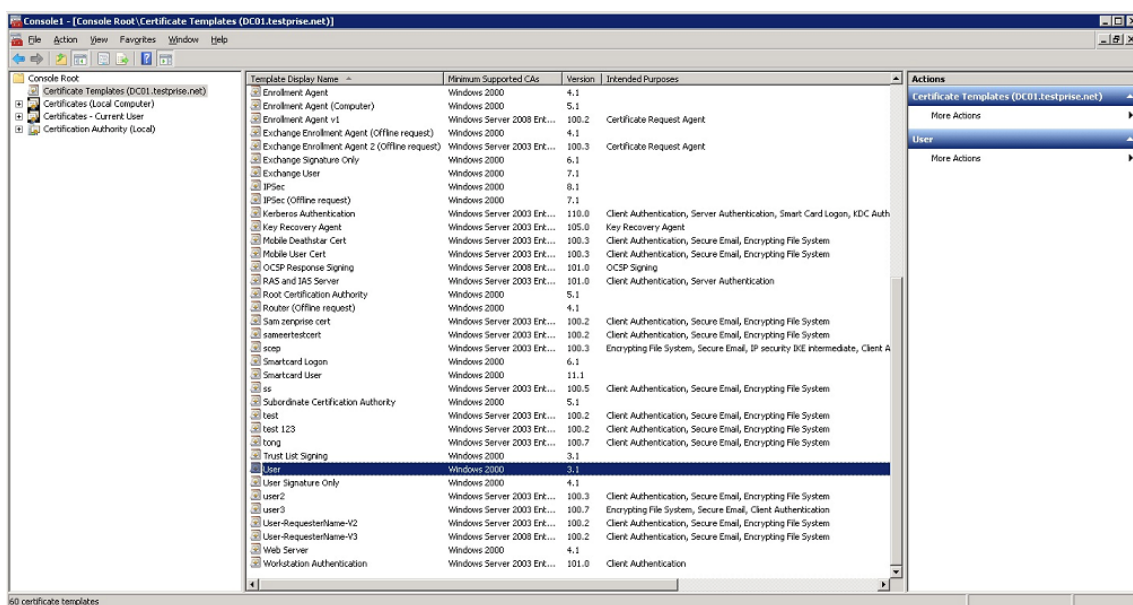 Console1 - [Console Root\Certificate Templates (DC01.testprise.net)]
File Action View Favorites Window Help
Console Root
Certificate Templates (DC01.testprise.net)
Certificates (Local Computer)
Certificates - Current User
Certification Authority (Local)
Template Display Name Minimum Supported CAs Version Intended Purposes
Enrollment Agent Windows 2000 4.1
Enrollment Agent (Computer) Windows 2000 5.1
Enrollment Agent v1 Windows Server 2008 Ent... 100.2 Certificate Request Agent
Exchange Enrollment Agent (Offline request) Windows 2000 4.1
Exchange Enrollment Agent 2 (Offline request) Windows Server 2003 Ent... 100.3 Certificate Request Agent
Exchange Signature Only Windows 2000 6.1
Exchange User Windows 2000 7.1
IPSec Windows 2000 8.1
IPSec (Offline request) Windows 2000 7.1
Kerberos Authentication Windows Server 2003 Ent... 110.0 Client Authentication, Server Authentication, Smart Card Logon, KDC Auth
Key Recovery Agent Windows Server 2003 Ent... 105.0 Key Recovery Agent
Mobile Deathstar Cert Windows Server 2003 Ent... 100.3 Client Authentication, Secure Email, Encrypting File System
Mobile User Cert Windows Server 2003 Ent... 100.3 Client Authentication, Secure Email, Encrypting File System
OCSP Response Signing Windows Server 2008 Ent... 101.0 OCSP Signing
RAS and IAS Server Windows Server 2003 Ent... 101.0 Client Authentication, Server Authentication
Root Certification Authority Windows 2000 5.1
Router (Offline request) Windows 2000 4.1
Sam zenprise cert Windows Server 2003 Ent... 100.2 Client Authentication, Secure Email, Encrypting File System
sameertestcert Windows Server 2003 Ent... 100.2 Client Authentication, Secure Email, Encrypting File System
scep Windows Server 2003 Ent... 100.3 Encrypting File System, Secure Email, IP security IKE intermediate, Client A
Smartcard Logon Windows 2000 6.1
Smartcard User Windows 2000 11.1
ss Windows Server 2003 Ent... 100.5 Client Authentication, Secure Email, Encrypting File System
Subordinate Certification Authority Windows 2000 5.1
test Windows Server 2003 Ent... 100.2 Client Authentication, Secure Email, Encrypting File System
test 123 Windows Server 2003 Ent... 100.2 Client Authentication, Secure Email, Encrypting File System
tong Windows Server 2003 Ent... 100.7 Client Authentication, Secure Email, Encrypting File System
Trust List Signing Windows 2000 3.1
User Windows 2000 3.1
User Signature Only Windows 2000 4.1
user2 Windows Server 2003 Ent... 100.3 Client Authentication, Secure Email, Encrypting File System
user3 Windows Server 2003 Ent... 100.7 Encrypting File System, Secure Email, Client Authentication
User-RequesterName-V2 Windows Server 2003 Ent... 100.2 Client Authentication, Secure Email, Encrypting File System
User-RequesterName-V3 Windows Server 2008 Ent... 100.2 Client Authentication, Secure Email, Encrypting File System
Web Server Windows 2000 4.1
Workstation Authentication Windows Server 2003 Ent... 101.0 Client Authentication
Actions
Certificate Templates (DC01.testprise.net)
More Actions
User
More Actions
60 certificate templates